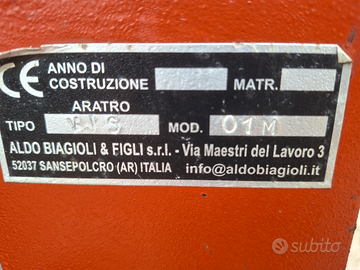 CE ANNO DI
COSTRUZIONE MATR.
ARATRO
TIPO MOD. 01M
ALDO BIAGIOLI & FIGLI s.r.l. - Via Maestri del Lavoro 3
52037 SANSEPOLCRO (AR) ITALIA info@aldobiagioli.it
subito